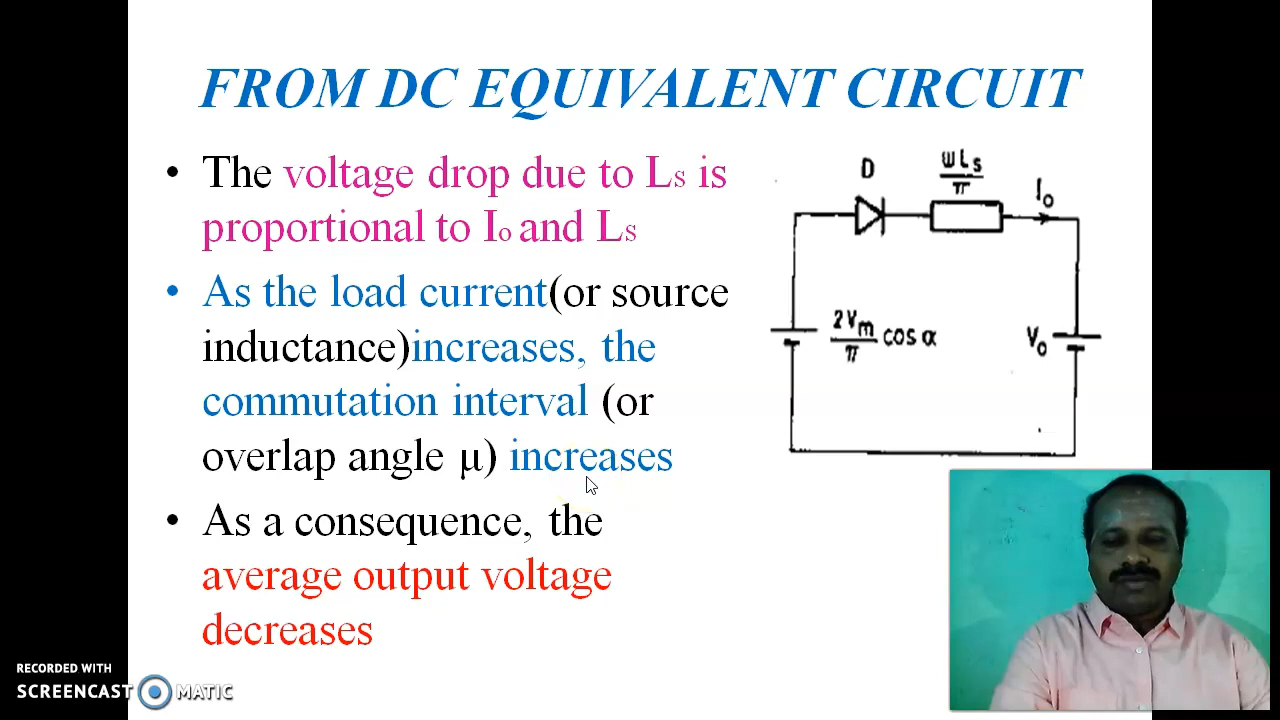 FROM DC EQUIVALENT CIRCUIT
• The voltage drop due to Ls is
proportional to Io and Ls
• As the load current(or source
inductance)increases, the
commutation interval (or
overlap angle μ) increases
• As a consequence, the
average output voltage
decreases
D
ωLs
π
Io
2Vm
π
cos α
Vo
RECORDED WITH
SCREENCAST MATIC